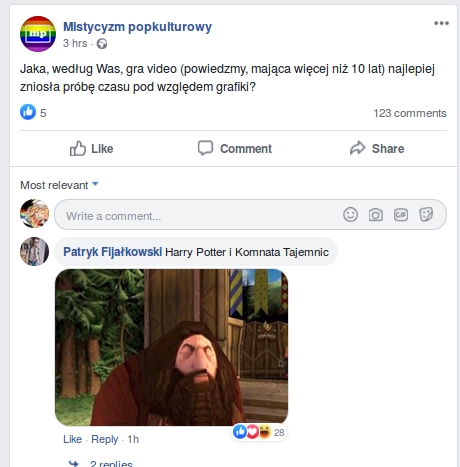 mp
Mistycyzm popkulturowy
3 hrs ·
Jaka, według Was, gra video (powiedzmy, mająca więcej niż 10 lat) najlepiej
zniosła próbę czasu pod względem grafiki?
5
123 comments
Like
Comment
Share
Most relevant
Write a comment...
GIF
Patryk Fijałkowski Harry Potter i Komnata Tajemnic
28
Like · Reply · 1h
2 replies